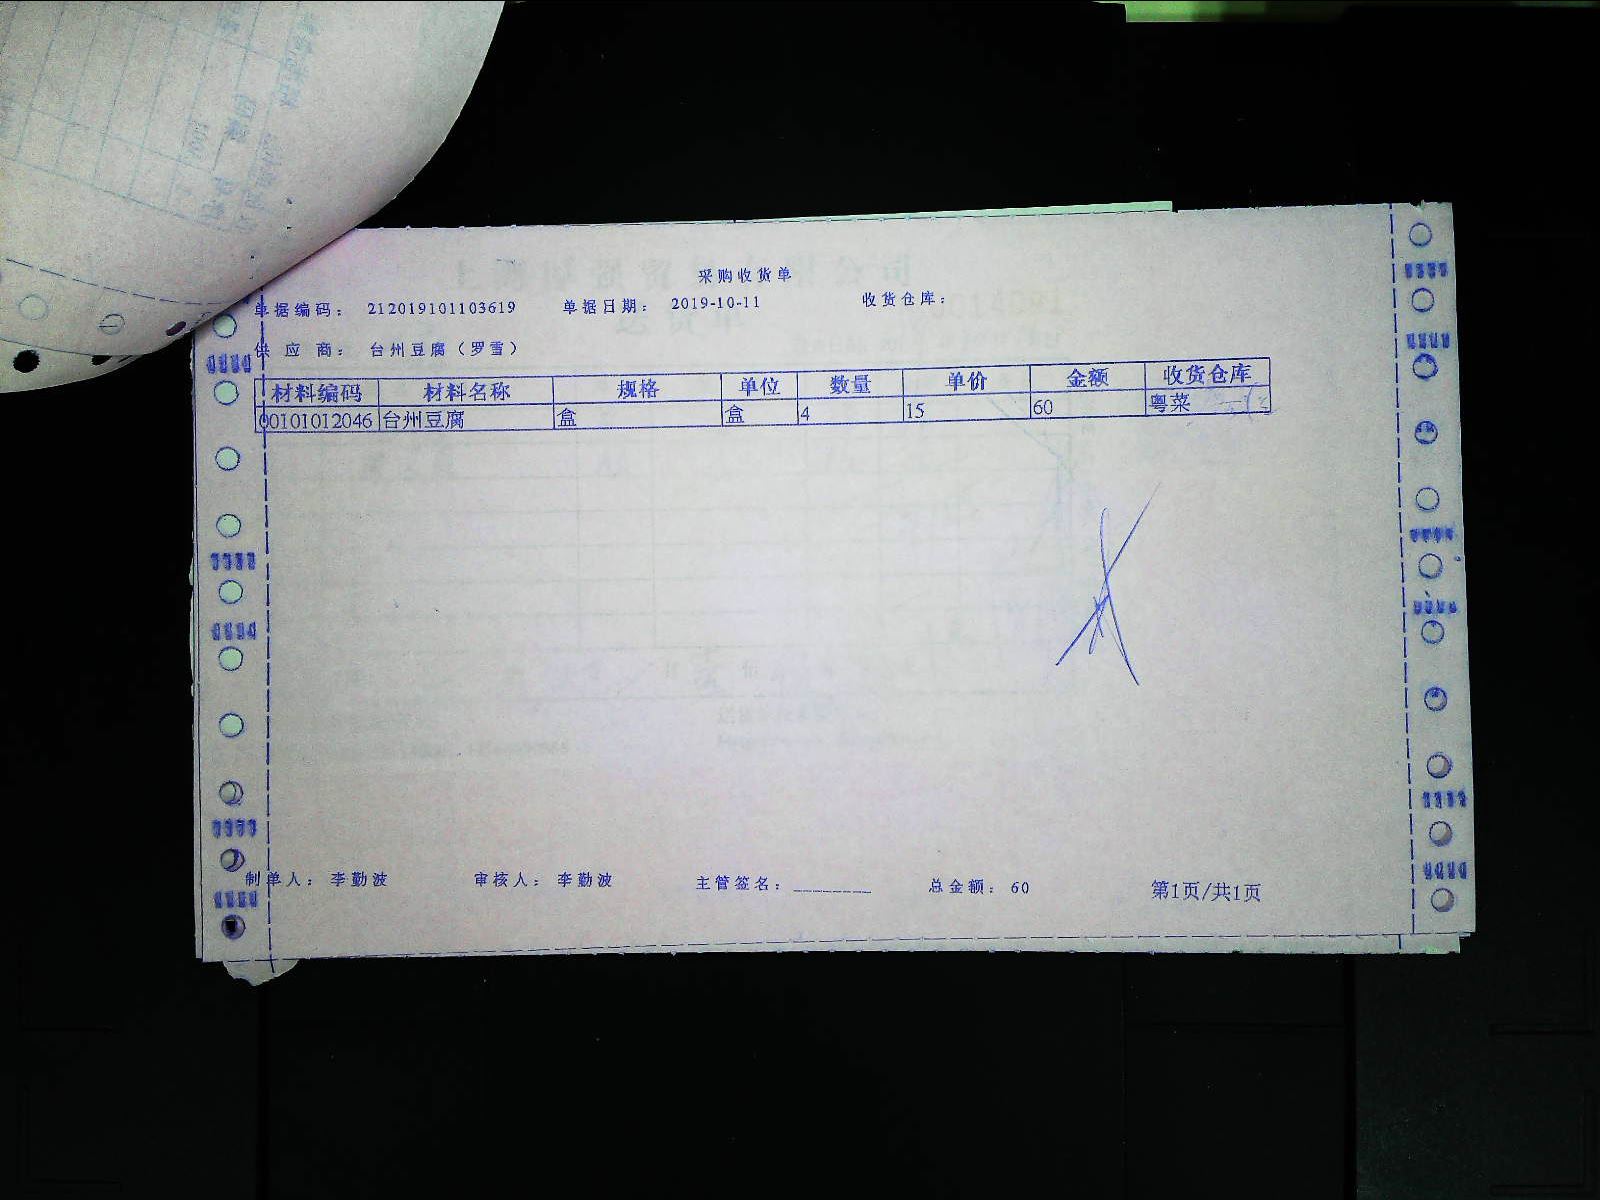 采购收货单
单据编码： 212019101103619 单据日期： 2019-10-11 收货仓库：
供 应 商： 台州豆腐（罗雪）
材料编码 材料名称 规格 单位 数量 单价 金额 收货仓库
00101012046 台州豆腐 盒 盒 4 15 60 粤菜
制单人： 李勤波 审核人： 李勤波 主管签名：________ 总金额： 60 第1页/共1页